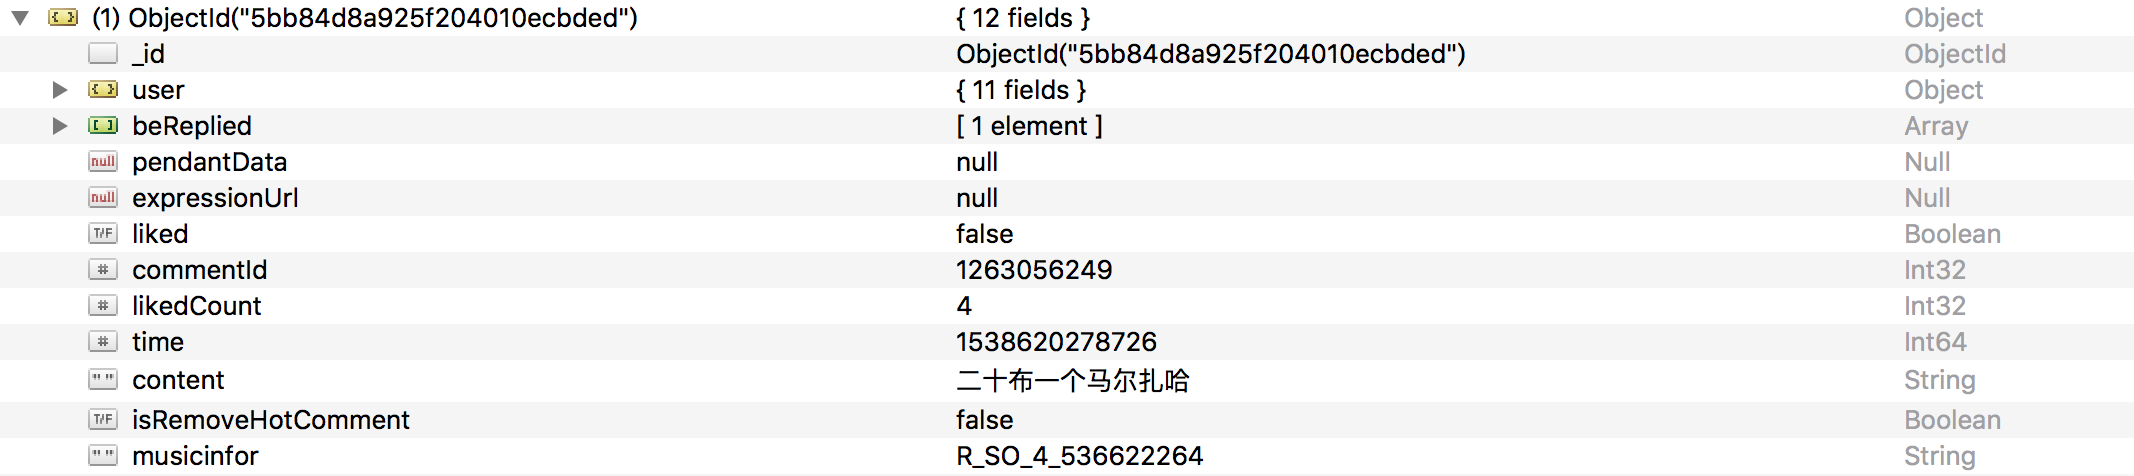 (1) ObjectId("5bb84d8a925f204010ecbded") { 12 fields } Object
_id ObjectId("5bb84d8a925f204010ecbded") ObjectId
user { 11 fields } Object
beReplied [ 1 element ] Array
null pendantData null Null
null expressionUrl null Null
T/F liked false Boolean
# commentId 1263056249 Int32
# likedCount 4 Int32
# time 1538620278726 Int64
" " content 二十布一个马尔扎哈 String
T/F isRemoveHotComment false Boolean
" " musicinfor R_SO_4_536622264 String